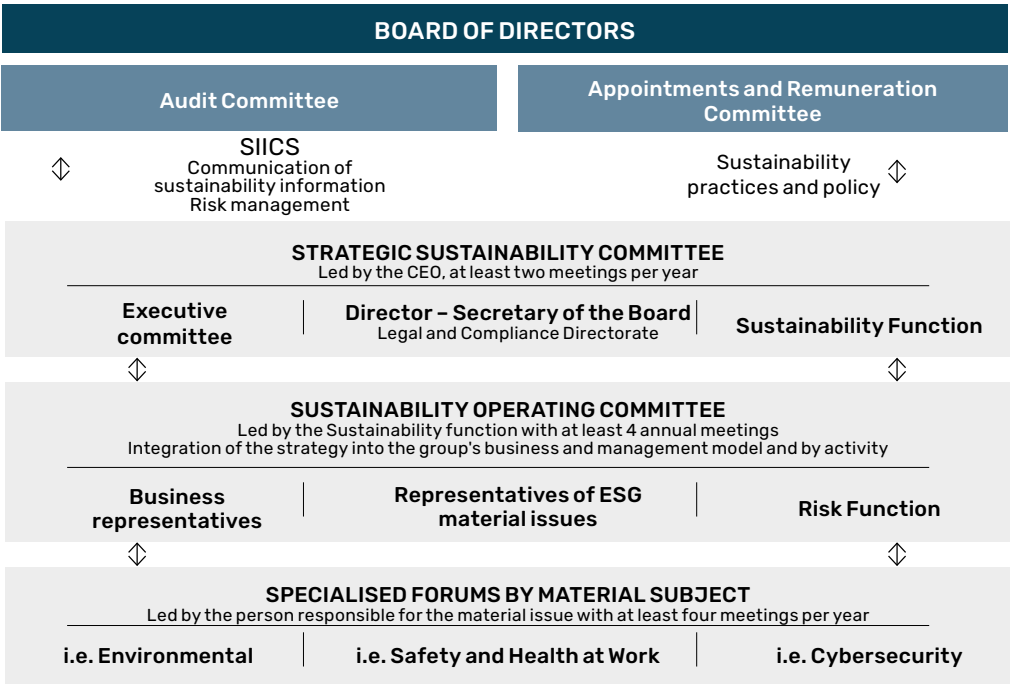 BOARD OF DIRECTORS
Audit Committee
Appointments and Remuneration
Committee
SIICS
Communication of
sustainability information
Risk management
Sustainability
practices and policy
STRATEGIC SUSTAINABILITY COMMITTEE
Led by the CEO, at least two meetings per year
Executive
committee
Director – Secretary of the Board
Legal and Compliance Directorate
Sustainability Function
SUSTAINABILITY OPERATING COMMITTEE
Led by the Sustainability function with at least 4 annual meetings
Integration of the strategy into the group's business and management model and by activity
Business
representatives
Representatives of ESG
material issues
Risk Function
SPECIALISED FORUMS BY MATERIAL SUBJECT
Led by the person responsible for the material issue with at least four meetings per year
i.e. Environmental
i.e. Safety and Health at Work
i.e. Cybersecurity